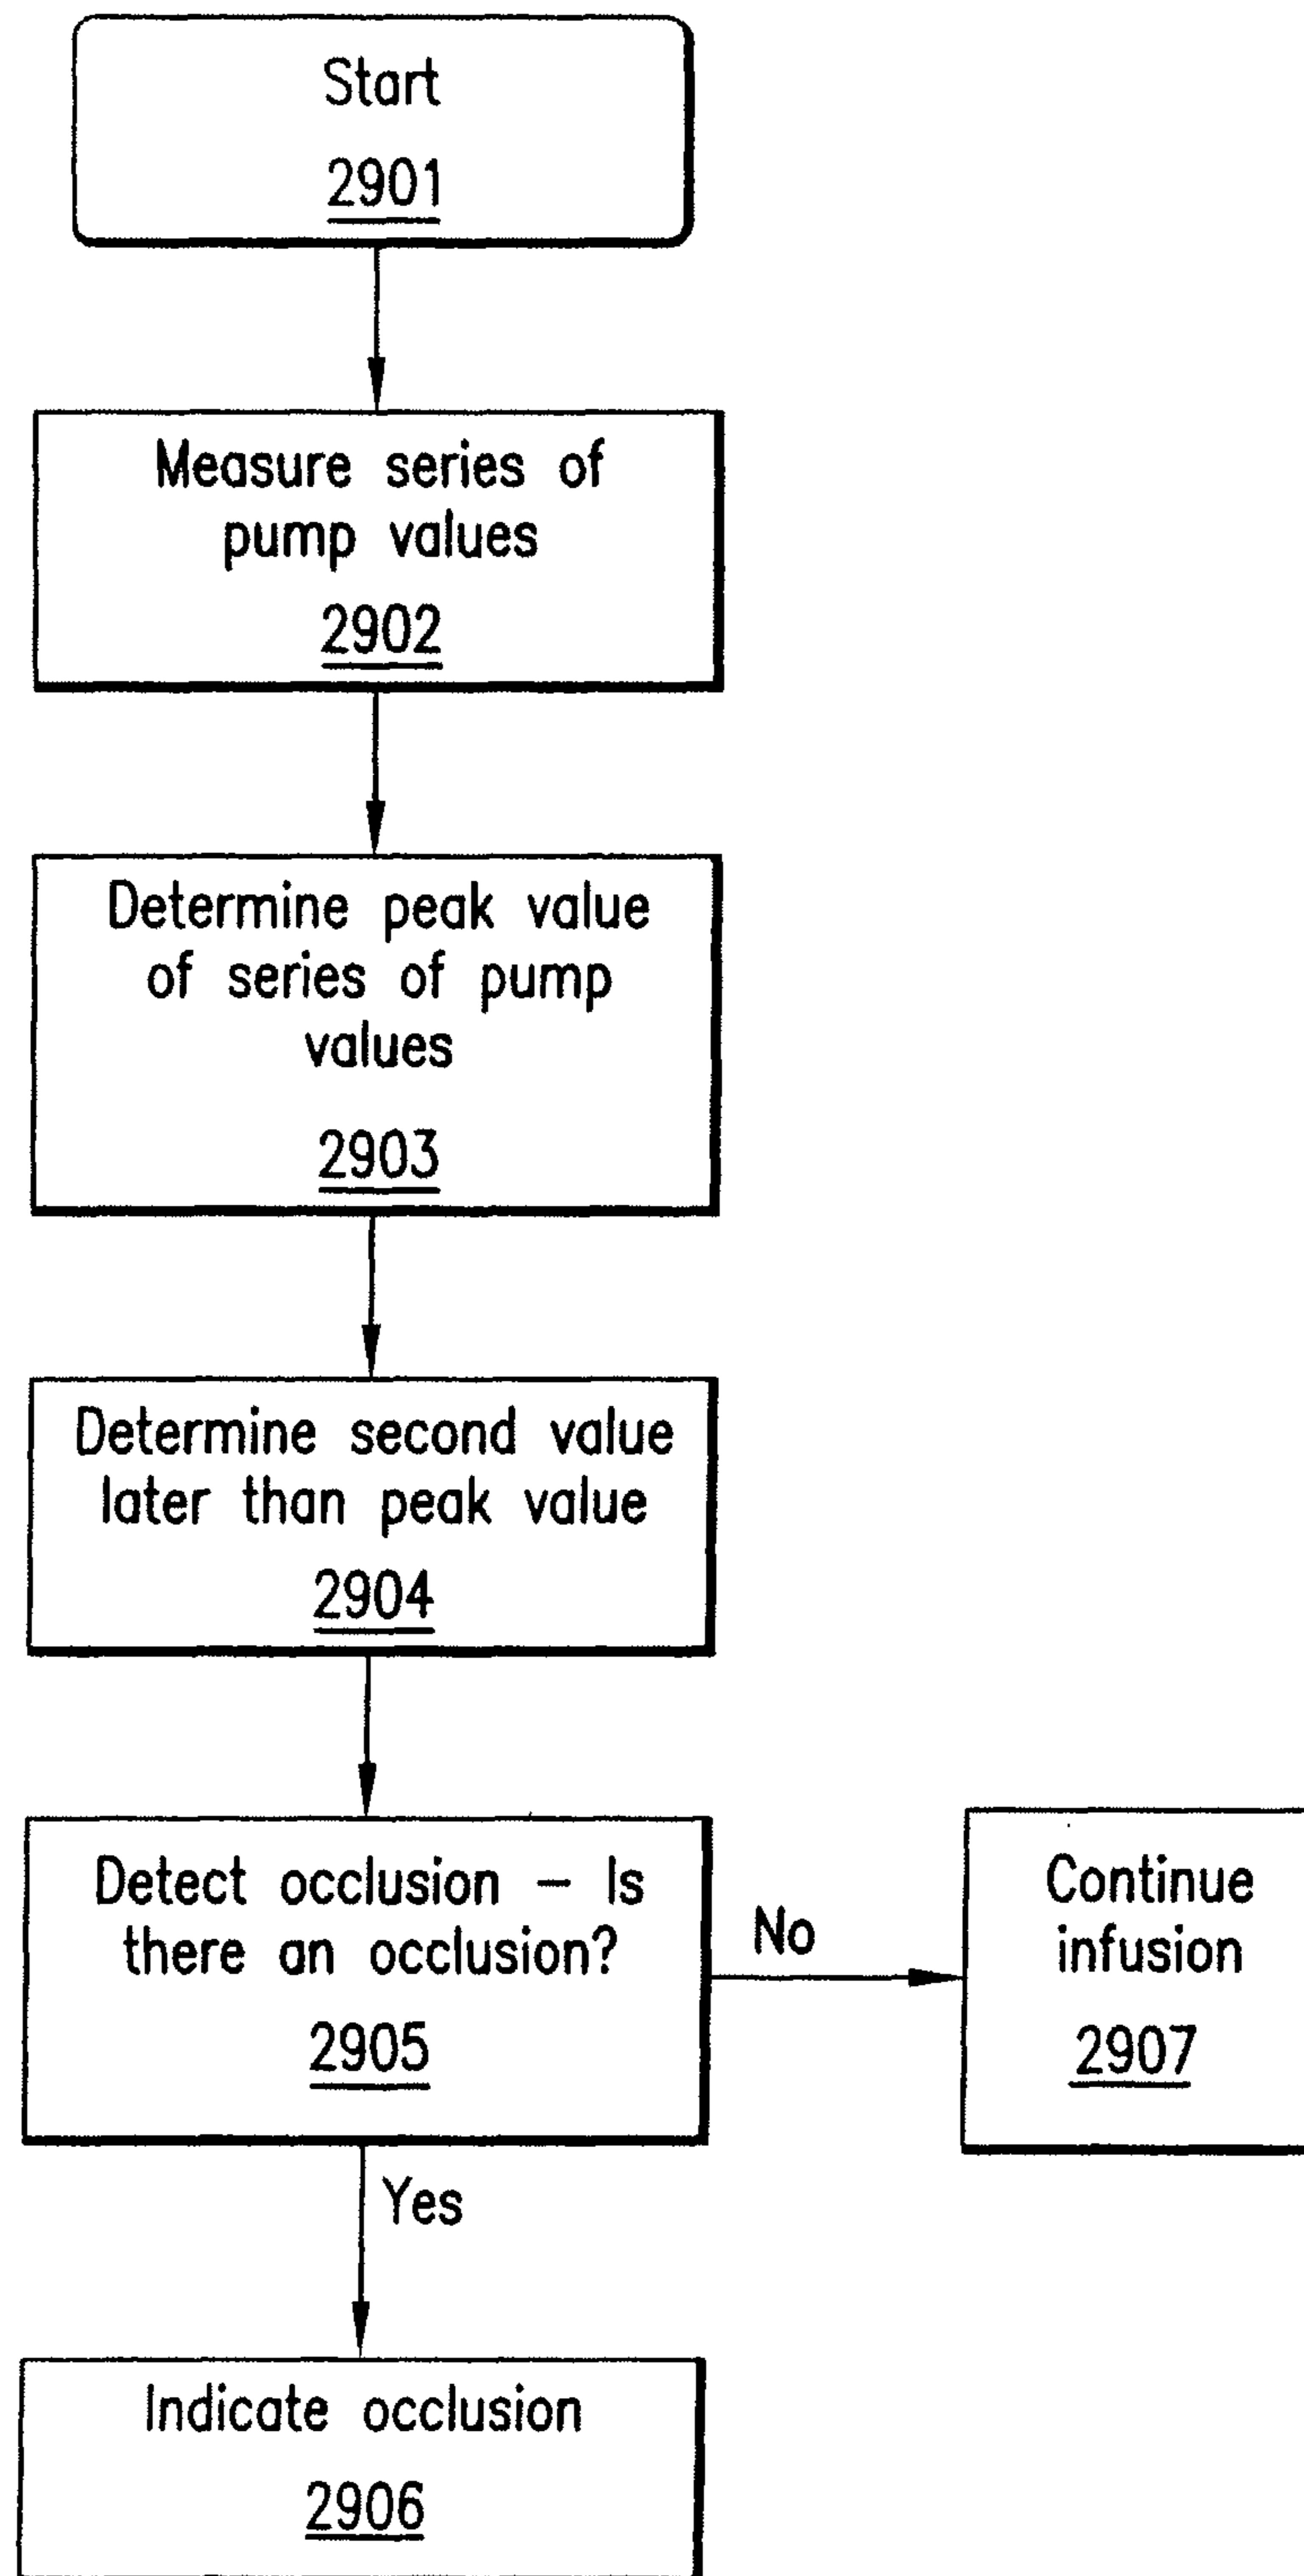 Start
2901
Measure series of
pump values
2902
Determine peak value
of series of pump
values
2903
Determine second value
later than peak value
2904
Detect occlusion – Is
there an occlusion?
2905
No
Continue
infusion
2907
Yes
Indicate occlusion
2906